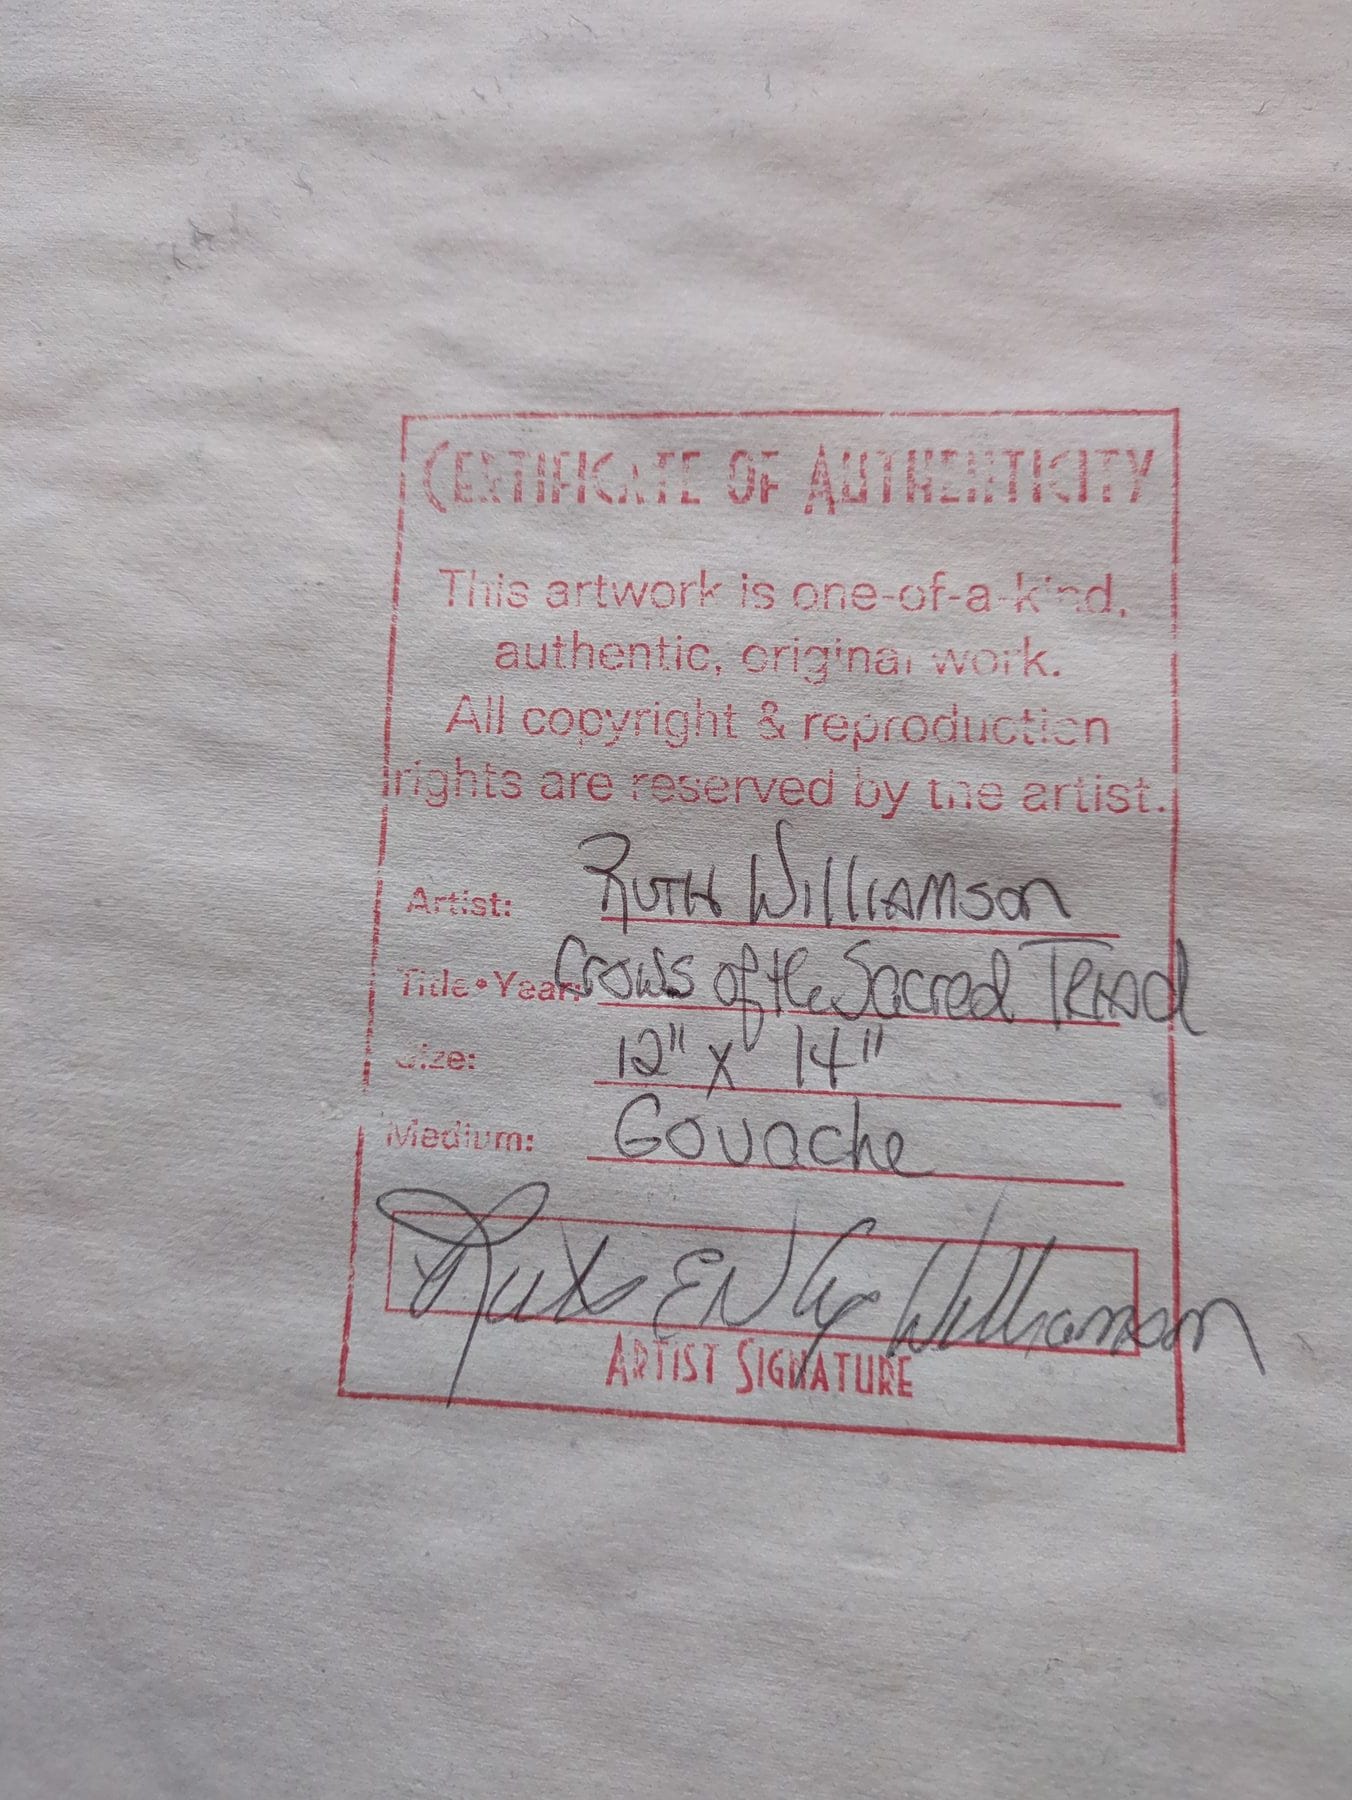 CERTIFICATE OF AUTHENTICITY
This artwork is one-of-a-kind,
authentic, original work.
All copyright & reproduction
rights are reserved by the artist.
Artist: Ruth Williamson
Title•Year: Crows of the Sacred Triad
Size: 12" x 14"
Medium: Gouache
Williamson
ARTIST SIGNATURE